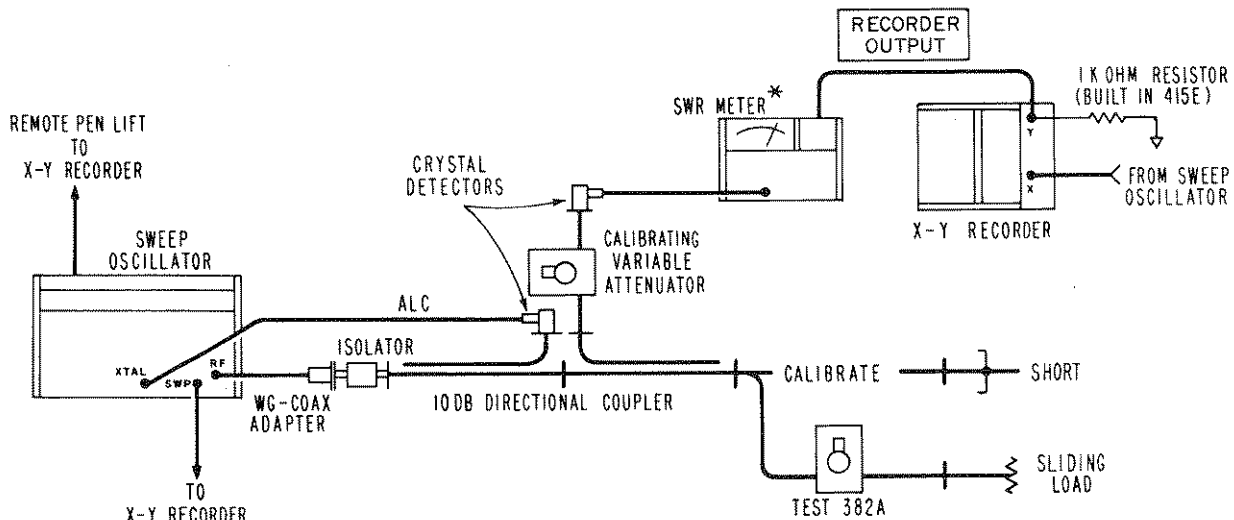 RECORDER
OUTPUT
1K OHM RESISTOR
(BUILT IN 415E)
SWR METER*
Y
X
FROM SWEEP
OSCILLATOR
X-Y RECORDER
REMOTE PEN LIFT
TO
X-Y RECORDER
CRYSTAL
DETECTORS
SWEEP
OSCILLATOR
CALIBRATING
VARIABLE
ATTENUATOR
ALC
ISOLATOR
XTAL
SWP
RF
WG-COAX
ADAPTER
10DB DIRECTIONAL COUPLER
CALIBRATE
SHORT
TO
X-Y RECORDER
TEST 382A
SLIDING
LOAD